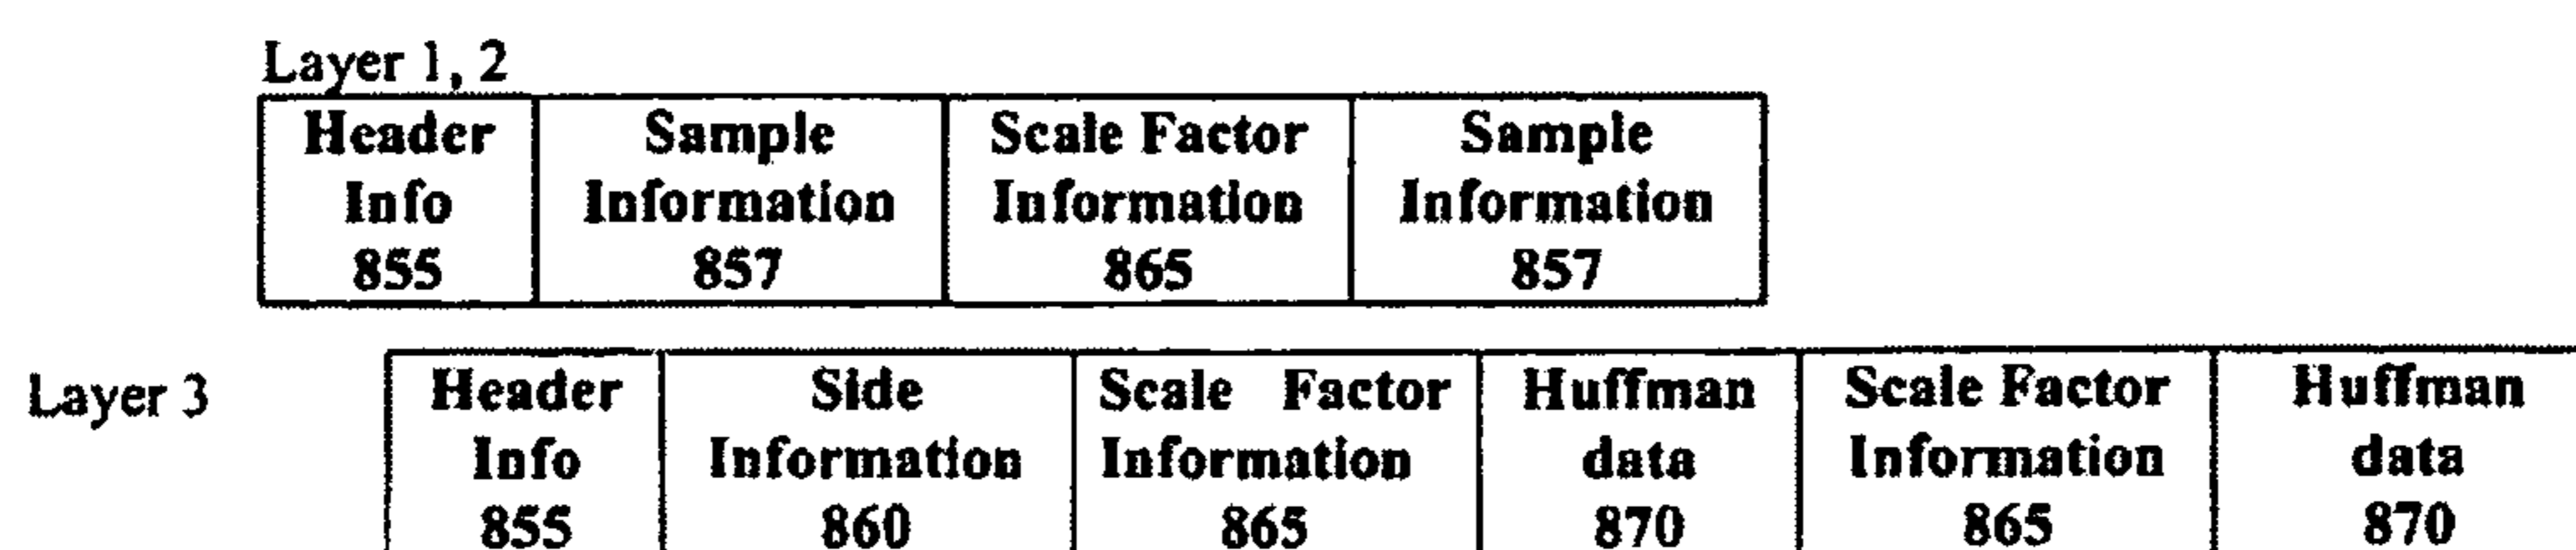 Layer 1, 2
Header Sample Scale Factor Sample
Info Information Information Information
855 857 865 857
Layer 3 Header Side Scale Factor Huffman Scale Factor Huffman
Info Information Information data Information data
855 860 865 870 865 870